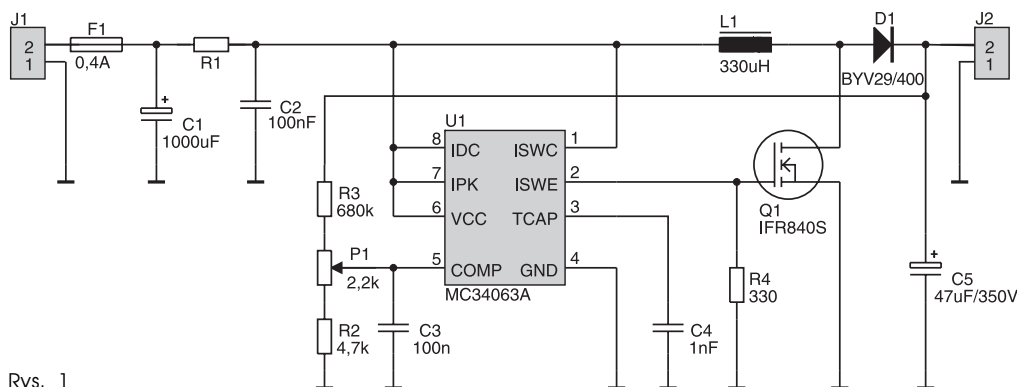 J1
2
1
F1
0,4A
R1
C1
1000uF
C2
100nF
L1
330uH
D1
BYV29/400
J2
2
1
U1
8 IDC ISWC 1
7 IPK ISWE 2
6 VCC TCAP 3
5 COMP GND 4
MC34063A
R3
680k
P1
2,2k
R2
4,7k
C3
100n
C4
1nF
R4
330
Q1
IFR840S
C5
47uF/350V
Rys. 1